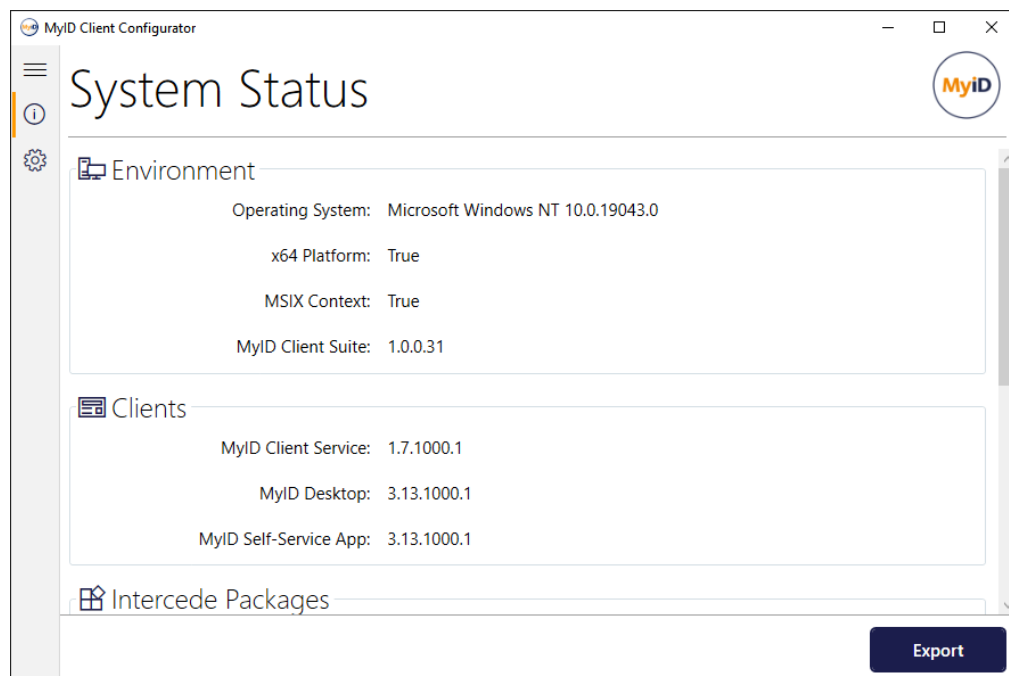 MyID MyID Client Configurator
System Status
MyiD
Environment
Operating System: Microsoft Windows NT 10.0.19043.0
x64 Platform: True
MSIX Context: True
MyID Client Suite: 1.0.0.31
Clients
MyID Client Service: 1.7.1000.1
MyID Desktop: 3.13.1000.1
MyID Self-Service App: 3.13.1000.1
Intercede Packages
Export